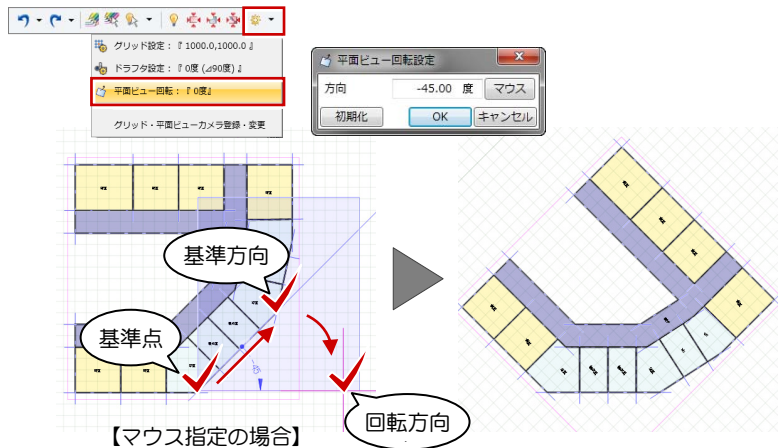 グリッド設定：『 1000.0,1000.0 』
ドラフタ設定：『 0度 (⊿90度) 』
平面ビュー回転：『 0度』
グリッド・平面ビューカメラ登録・変更
平面ビュー回転設定
方向 -45.00 度 マウス
初期化 OK キャンセル
基準方向
基準点
回転方向
【マウス指定の場合】